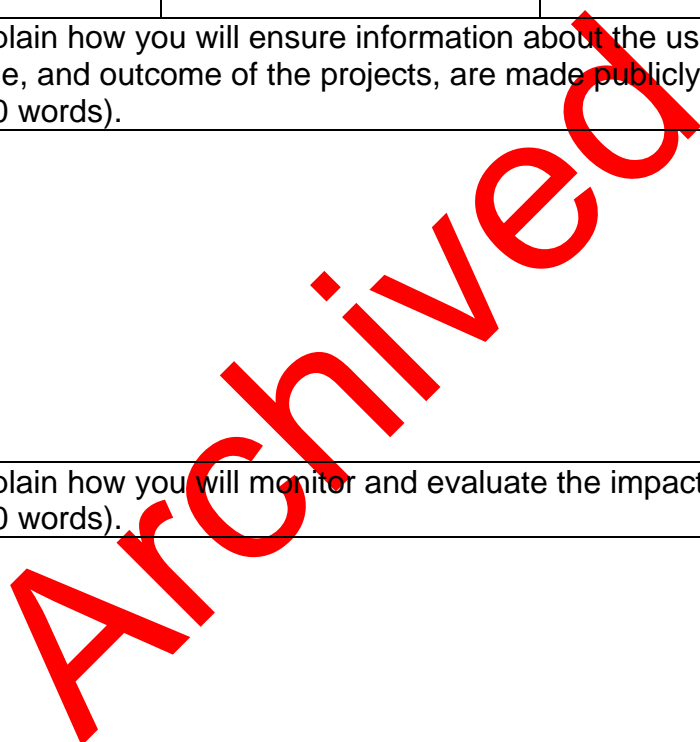 plain how you will ensure information about the us
e, and outcome of the projects, are made publicly
0 words).
plain how you will monitor and evaluate the impact
0 words).
Archived